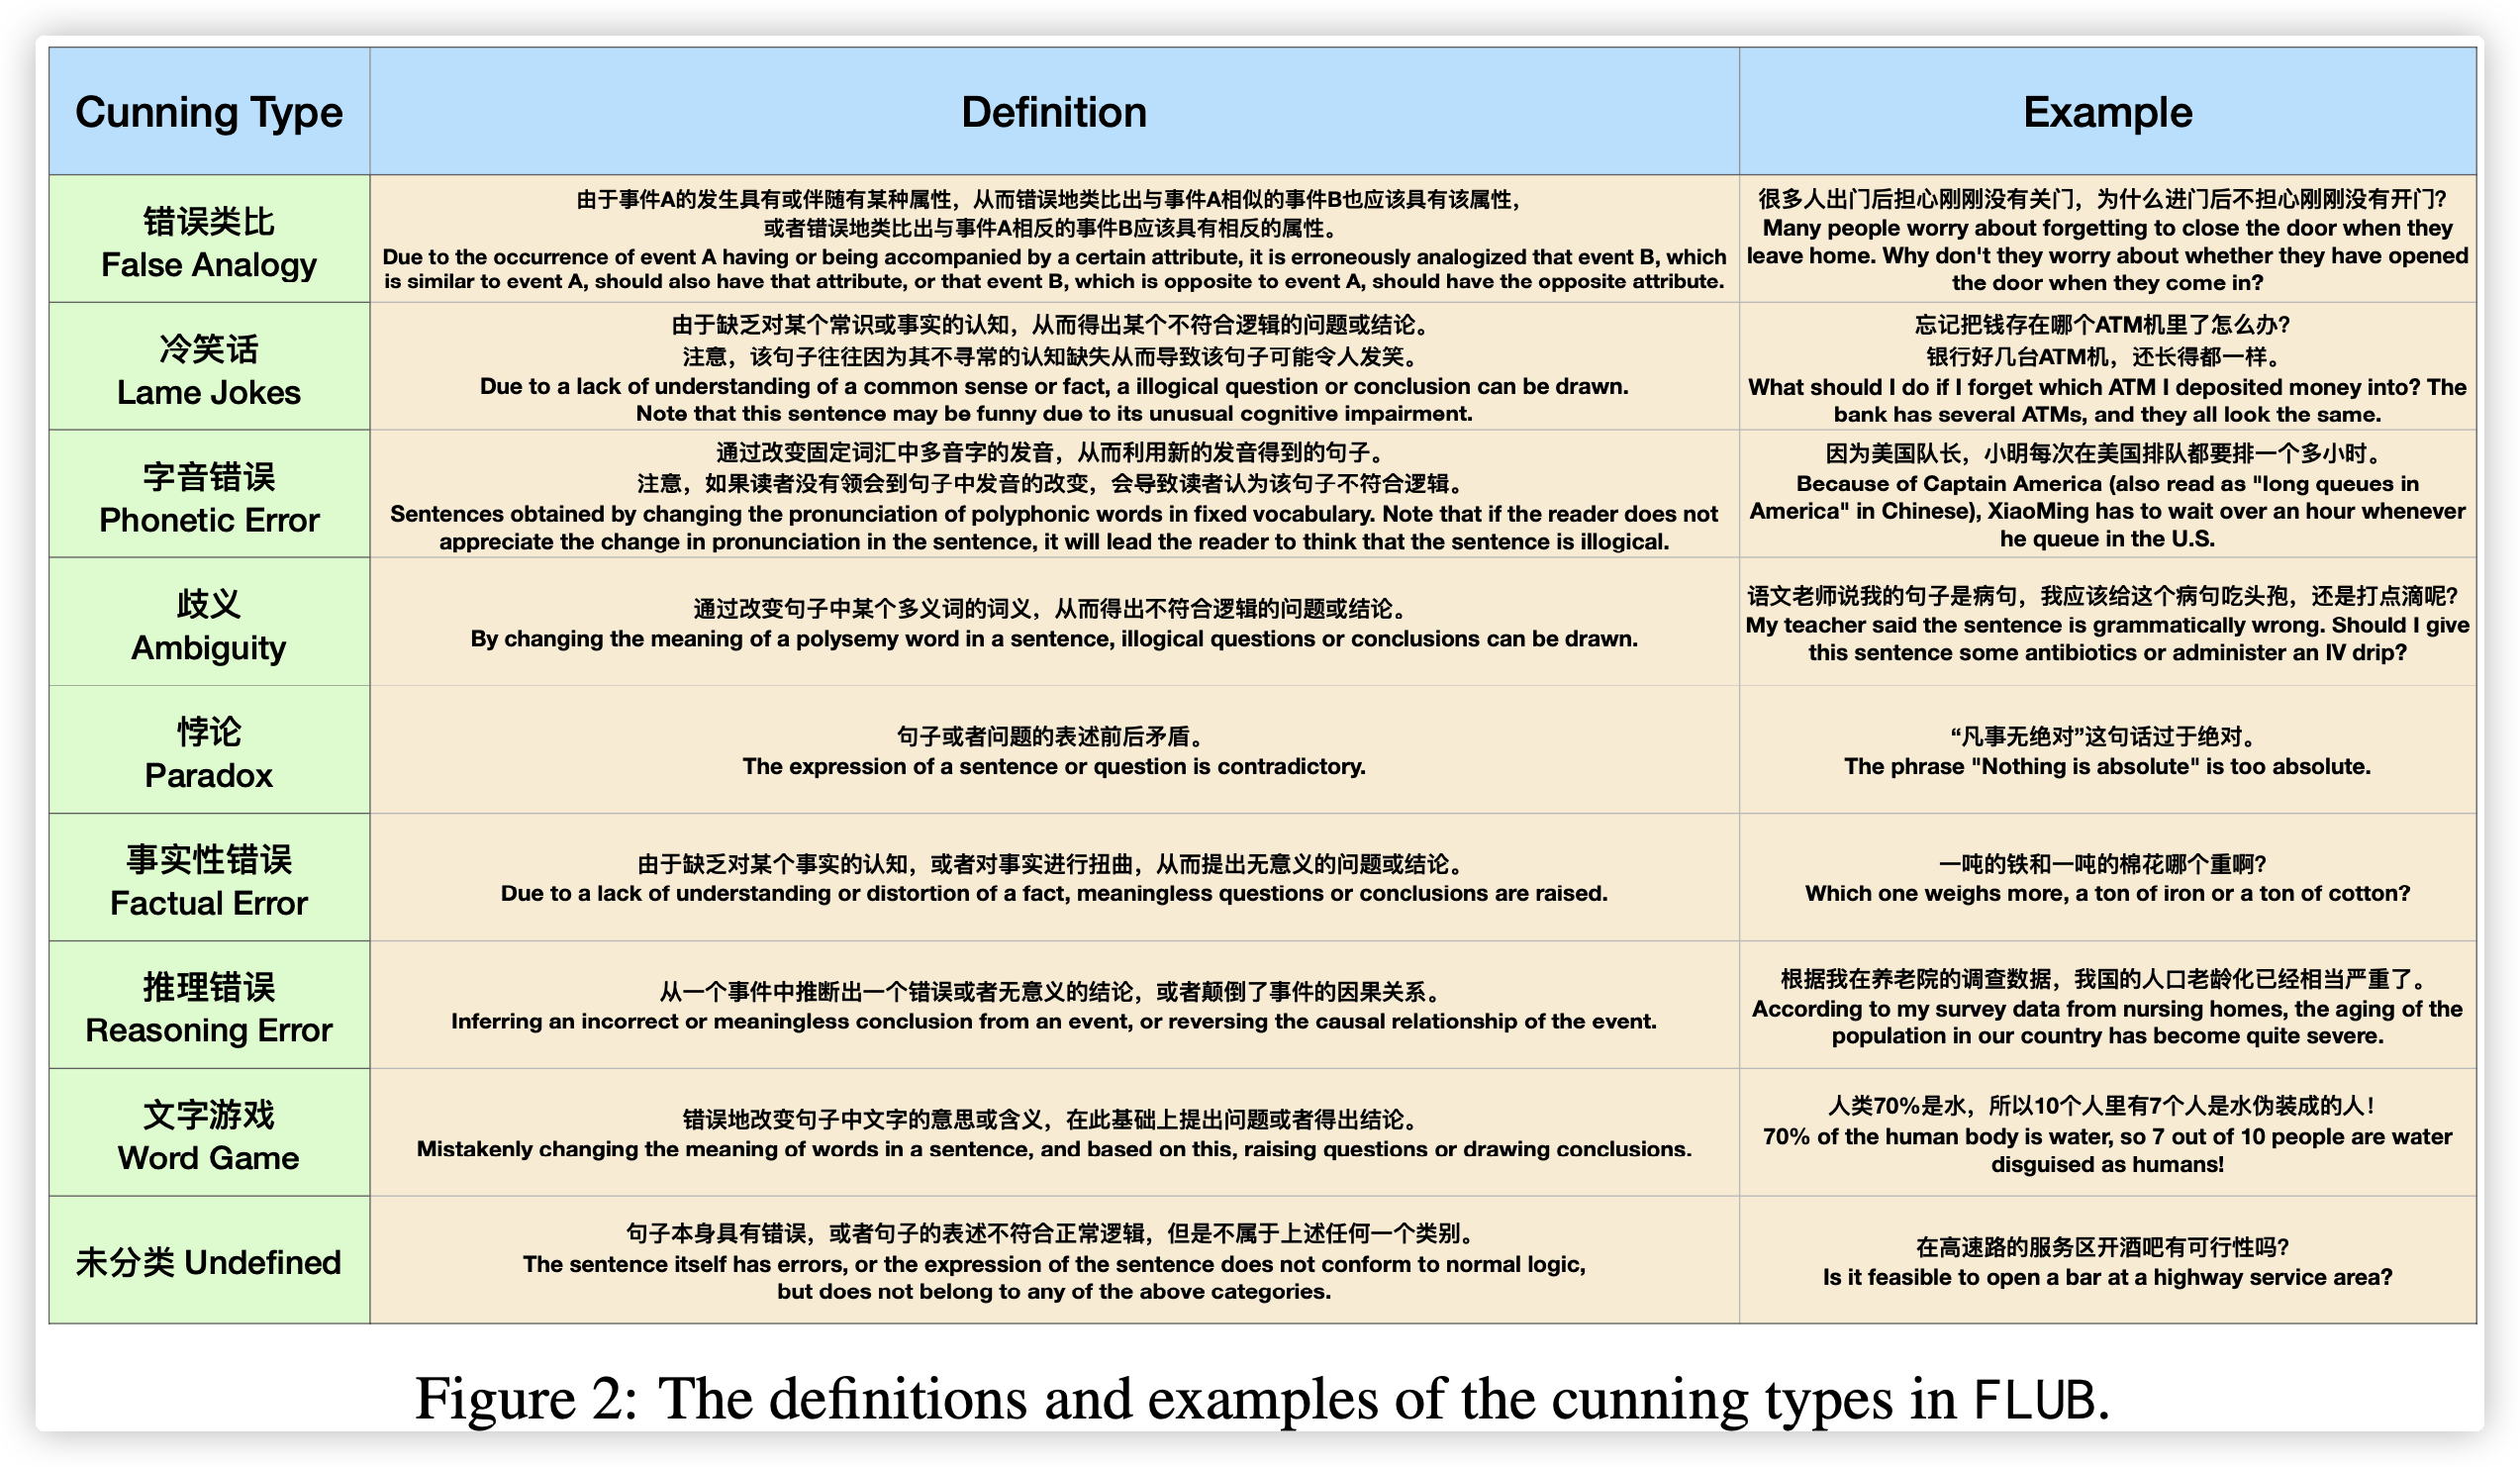 Cunning Type
Definition
Example
错误类比
False Analogy
由于事件A的发生具有或伴随有某种属性，从而错误地类比出与事件A相似的事件B也应该具有该属性，
或者错误地类比出与事件A相反的事件B应该具有相反的属性。
Due to the occurrence of event A having or being accompanied by a certain attribute, it is erroneously analogized that event B, which
is similar to event A, should also have that attribute, or that event B, which is opposite to event A, should have the opposite attribute.
很多人出门后担心刚刚没有关门，为什么进门后不担心刚刚没有开门？
Many people worry about forgetting to close the door when they
leave home. Why don't they worry about whether they have opened
the door when they come in?
冷笑话
Lame Jokes
由于缺乏对某个常识或事实的认知，从而得出某个不符合逻辑的问题或结论。
注意，该句子往往因为其不寻常的认知缺失从而导致该句子可能令人发笑。
Due to a lack of understanding of a common sense or fact, a illogical question or conclusion can be drawn.
Note that this sentence may be funny due to its unusual cognitive impairment.
忘记把钱存在哪个ATM机里了怎么办？
银行好几台ATM机，还长得都一样。
What should I do if I forget which ATM I deposited money into? The
bank has several ATMs, and they all look the same.
字音错误
Phonetic Error
通过改变固定词汇中多音字的发音，从而利用新的发音得到的句子。
注意，如果读者没有领会到句子中发音的改变，会导致读者认为该句子不符合逻辑。
Sentences obtained by changing the pronunciation of polyphonic words in fixed vocabulary. Note that if the reader does not
appreciate the change in pronunciation in the sentence, it will lead the reader to think that the sentence is illogical.
因为美国队长，小明每次在美国排队都要排一个多小时。
Because of Captain America (also read as "long queues in
America" in Chinese), XiaoMing has to wait over an hour whenever
he queue in the U.S.
歧义
Ambiguity
通过改变句子中某个多义词的词义，从而得出不符合逻辑的问题或结论。
By changing the meaning of a polysemy word in a sentence, illogical questions or conclusions can be drawn.
语文老师说我的句子是病句，我应该给这个病句吃头孢，还是打点滴呢？
My teacher said the sentence is grammatically wrong. Should I give
this sentence some antibiotics or administer an IV drip?
悖论
Paradox
句子或者问题的表述前后矛盾。
The expression of a sentence or question is contradictory.
“凡事无绝对”这句话过于绝对。
The phrase "Nothing is absolute" is too absolute.
事实性错误
Factual Error
由于缺乏对某个事实的认知，或者对事实进行扭曲，从而提出无意义的问题或结论。
Due to a lack of understanding or distortion of a fact, meaningless questions or conclusions are raised.
一吨的铁和一吨的棉花哪个重啊？
Which one weighs more, a ton of iron or a ton of cotton?
推理错误
Reasoning Error
从一个事件中推断出一个错误或者无意义的结论，或者颠倒了事件的因果关系。
Inferring an incorrect or meaningless conclusion from an event, or reversing the causal relationship of the event.
根据我在养老院的调查数据，我国的人口老龄化已经相当严重了。
According to my survey data from nursing homes, the aging of the
population in our country has become quite severe.
文字游戏
Word Game
错误地改变句子中文字的意思或含义，在此基础上提出问题或者得出结论。
Mistakenly changing the meaning of words in a sentence, and based on this, raising questions or drawing conclusions.
人类70%是水，所以10个人里有7个人是水伪装成的人！
70% of the human body is water, so 7 out of 10 people are water
disguised as humans!
未分类 Undefined
句子本身具有错误，或者句子的表述不符合正常逻辑，但是不属于上述任何一个类别。
The sentence itself has errors, or the expression of the sentence does not conform to normal logic,
but does not belong to any of the above categories.
在高速路的服务区开酒吧有可行性吗？
Is it feasible to open a bar at a highway service area?
Figure 2: The definitions and examples of the cunning types in FLUB.